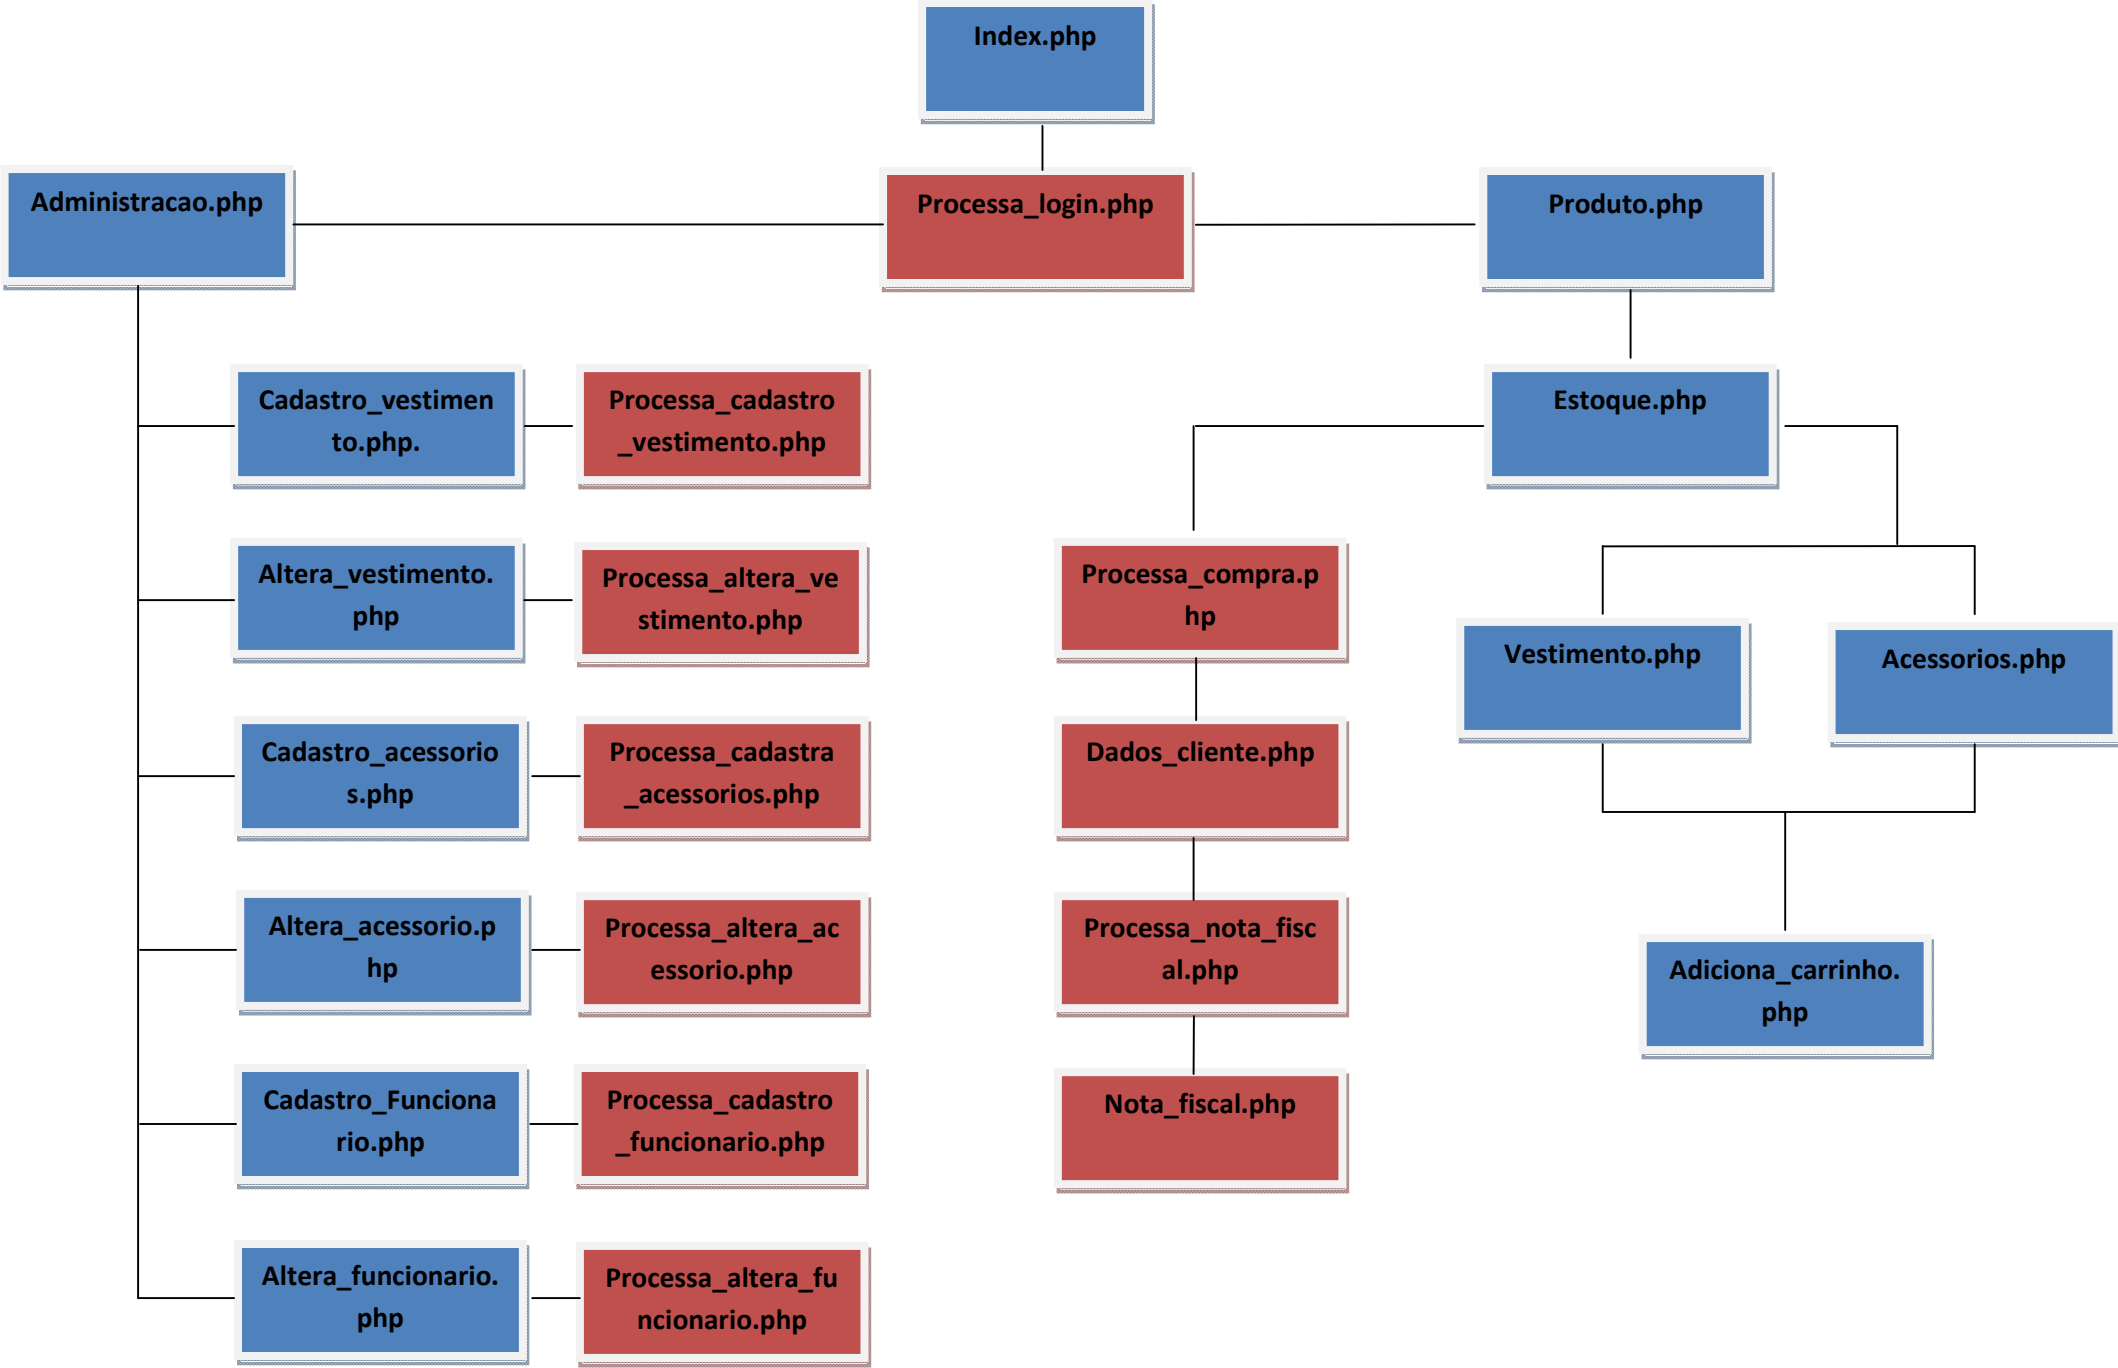 Index.php
Administracao.php
Processa_login.php
Produto.php
Cadastro_vestimen
to.php.
Processa_cadastro
_vestimento.php
Estoque.php
Altera_vestimento.
php
Processa_altera_ve
stimento.php
Processa_compra.p
hp
Vestimento.php
Acessorios.php
Cadastro_acessorio
s.php
Processa_cadastra
_acessorios.php
Dados_cliente.php
Altera_acessorio.p
hp
Processa_altera_ac
essorio.php
Processa_nota_fisc
al.php
Adiciona_carrinho.
php
Cadastro_Funciona
rio.php
Processa_cadastro
_funcionario.php
Nota_fiscal.php
Altera_funcionario.
php
Processa_altera_fu
ncionario.php